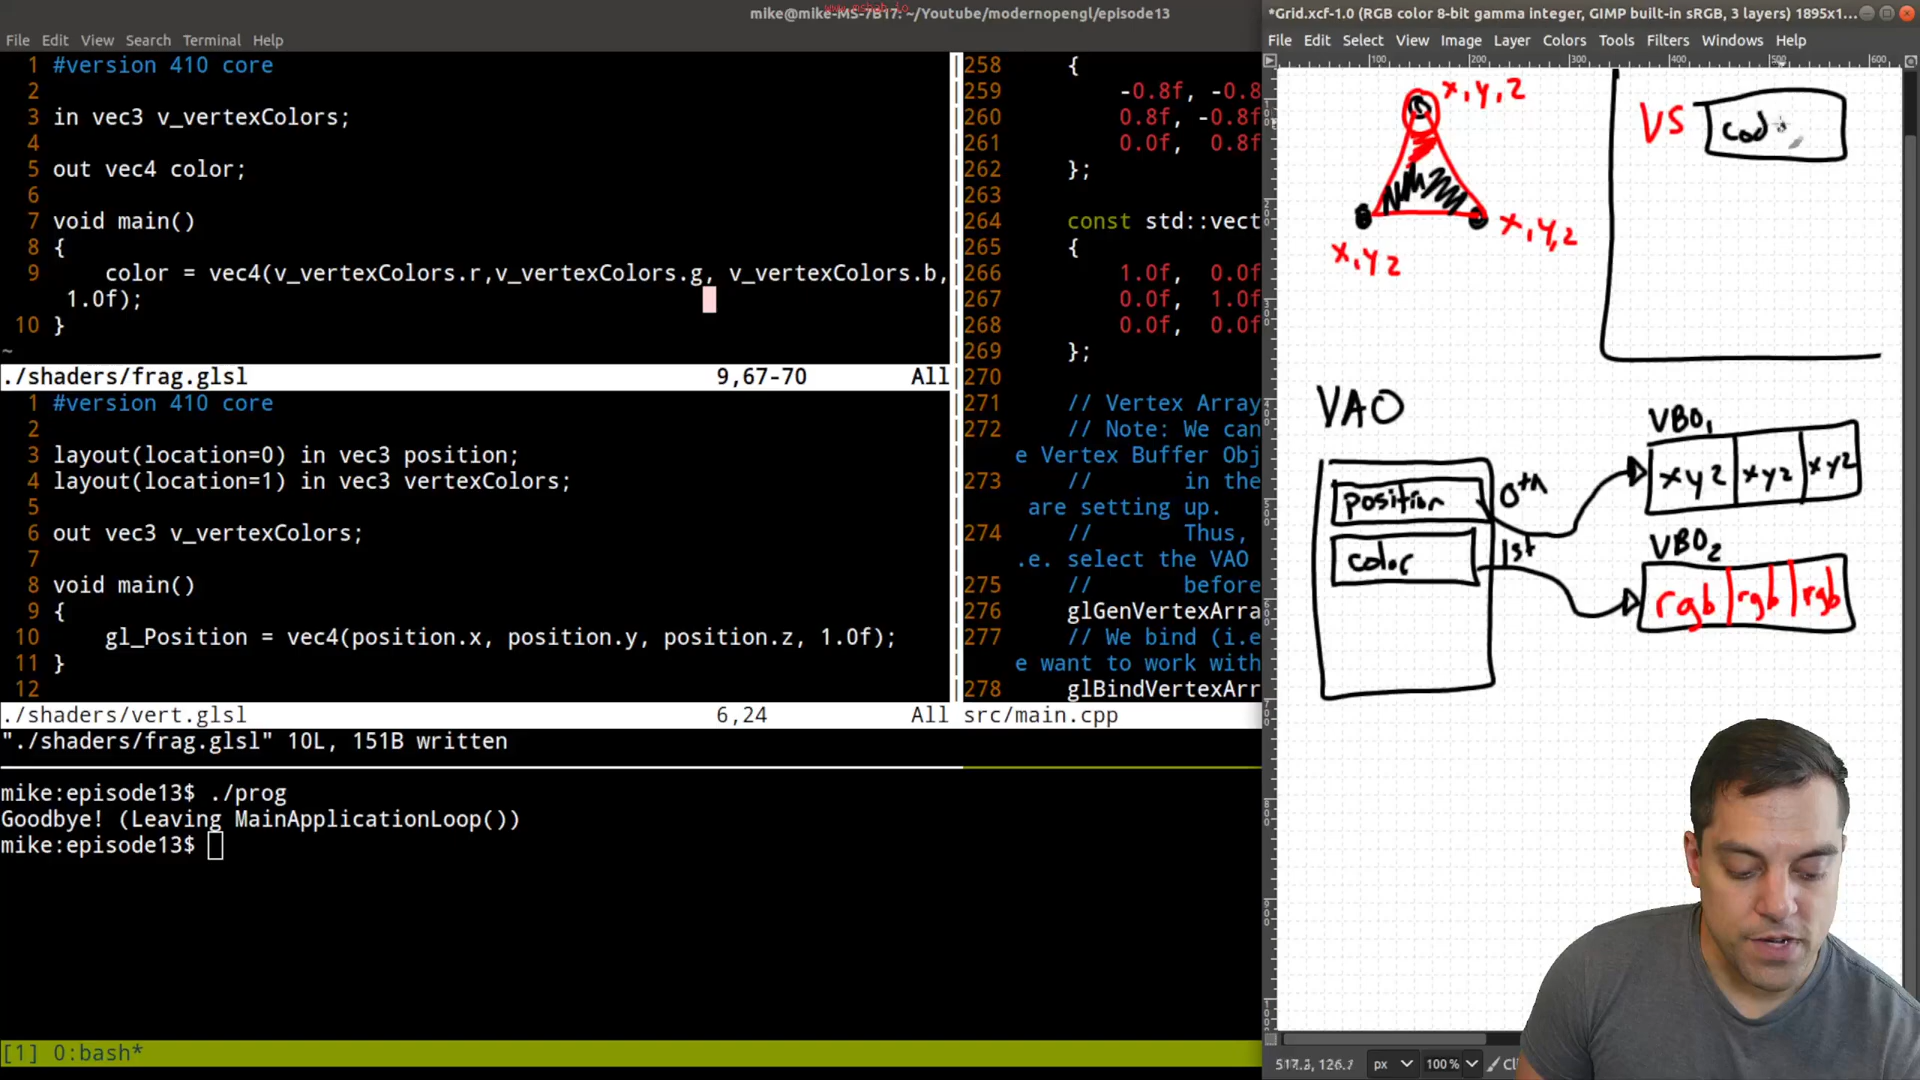 www.mshah.io
mike@mike-MS-7B17: ~/Youtube/modernopengl/episode13
File Edit View Search Terminal Help
1 #version 410 core
2
3 in vec3 v_vertexColors;
4
5 out vec4 color;
6
7 void main()
8 {
9 color = vec4(v_vertexColors.r,v_vertexColors.g, v_vertexColors.b,
1.0f);
10 }
~
./shaders/frag.glsl 9,67-70 All
1 #version 410 core
2
3 layout(location=0) in vec3 position;
4 layout(location=1) in vec3 vertexColors;
5
6 out vec3 v_vertexColors;
7
8 void main()
9 {
10 gl_Position = vec4(position.x, position.y, position.z, 1.0f);
11 }
12
./shaders/vert.glsl 6,24 All
"./shaders/frag.glsl" 10L, 151B written
258 {
259 -0.8f, -0.8
260 0.8f, -0.8f
261 0.0f, 0.8f
262 };
263
264 const std::vect
265 {
266 1.0f, 0.0f
267 0.0f, 1.0f
268 0.0f, 0.0f
269 };
270
271 // Vertex Array
272 // Note: We can
e Vertex Buffer Obj
273 // in the
are setting up.
274 // Thus,
.e. select the VAO
275 // before
276 glGenVertexArra
277 // We bind (i.e
e want to work with
278 glBindVertexArr
src/main.cpp
mike:episode13$ ./prog
Goodbye! (Leaving MainApplicationLoop())
mike:episode13$
[1] 0:bash*
*Grid.xcf-1.0 (RGB color 8-bit gamma integer, GIMP built-in sRGB, 3 layers) 1895x1...
File Edit Select View Image Layer Colors Tools Filters Windows Help
100 200 300 400 500 600
x,y,z
x,y,z
x,yz
VS cod
VAO
position 0th
color 1st
VBO1
xyz xyz xyz
VBO2
rgb rgb rgb
px 100%